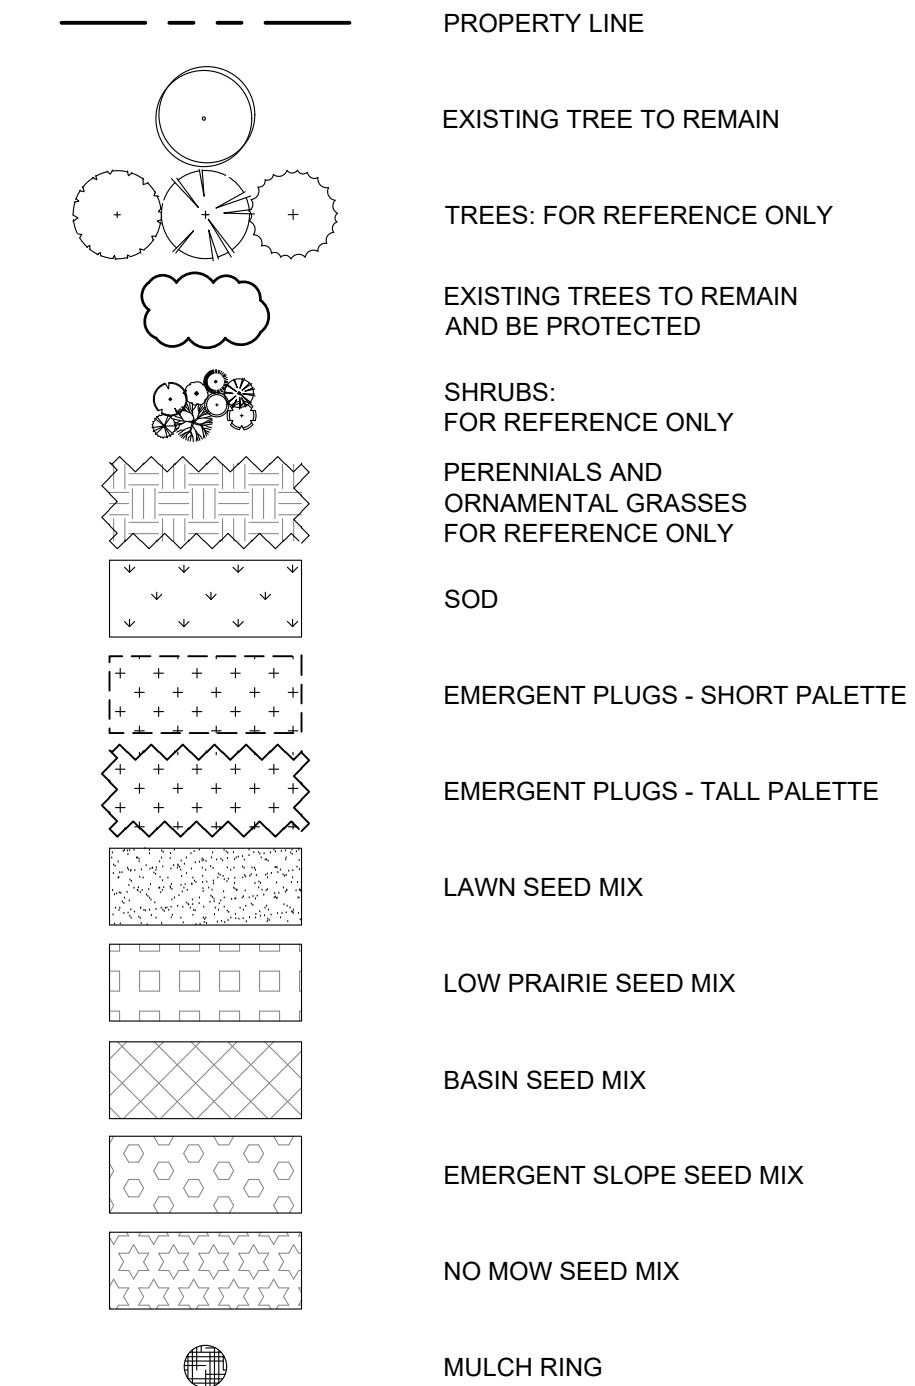 PROPERTY LINE
EXISTING TREE TO REMAIN
TREES: FOR REFERENCE ONLY
EXISTING TREES TO REMAIN
AND BE PROTECTED
SHRUBS:
FOR REFERENCE ONLY
PERENNIALS AND
ORNAMENTAL GRASSES
FOR REFERENCE ONLY
SOD
EMERGENT PLUGS - SHORT PALETTE
EMERGENT PLUGS - TALL PALETTE
LAWN SEED MIX
LOW PRAIRIE SEED MIX
BASIN SEED MIX
EMERGENT SLOPE SEED MIX
NO MOW SEED MIX
MULCH RING